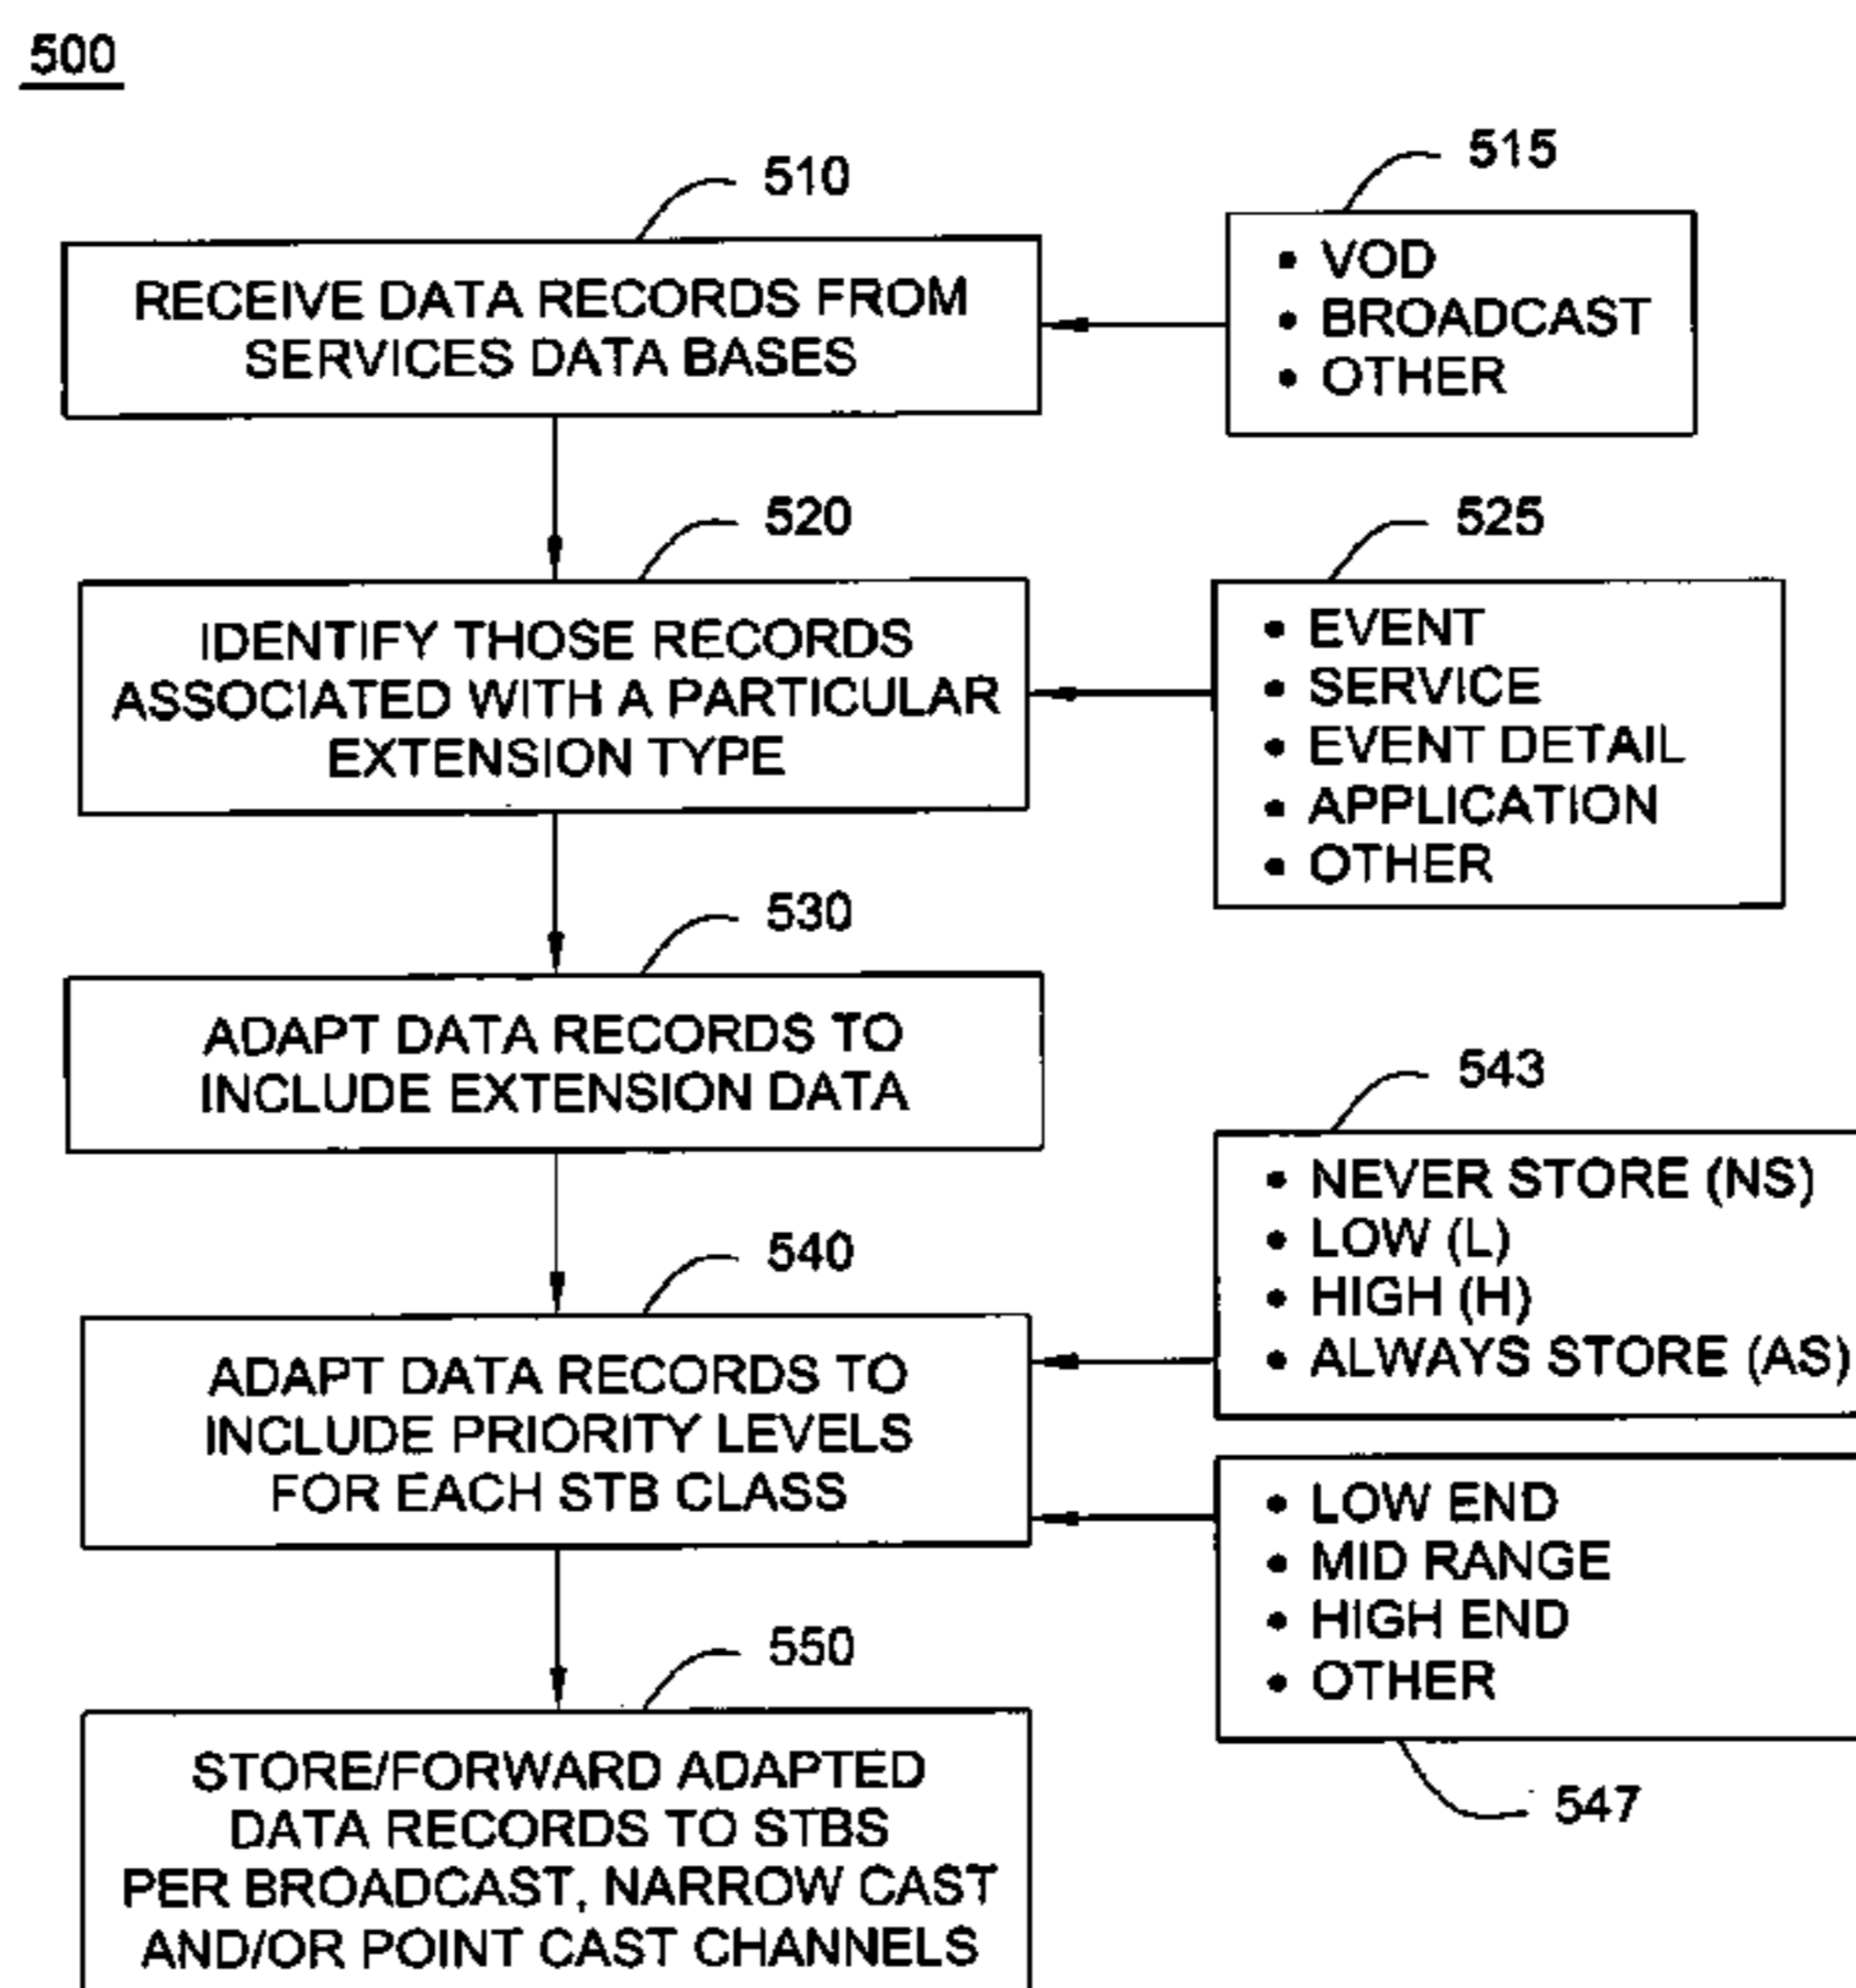 500
510
RECEIVE DATA RECORDS FROM
SERVICES DATA BASES
515
• VOD
• BROADCAST
• OTHER
520
IDENTIFY THOSE RECORDS
ASSOCIATED WITH A PARTICULAR
EXTENSION TYPE
525
• EVENT
• SERVICE
• EVENT DETAIL
• APPLICATION
• OTHER
530
ADAPT DATA RECORDS TO
INCLUDE EXTENSION DATA
540
ADAPT DATA RECORDS TO
INCLUDE PRIORITY LEVELS
FOR EACH STB CLASS
543
• NEVER STORE (NS)
• LOW (L)
• HIGH (H)
• ALWAYS STORE (AS)
• LOW END
• MID RANGE
• HIGH END
• OTHER
547
550
STORE/FORWARD ADAPTED
DATA RECORDS TO STBS
PER BROADCAST, NARROW CAST
AND/OR POINT CAST CHANNELS